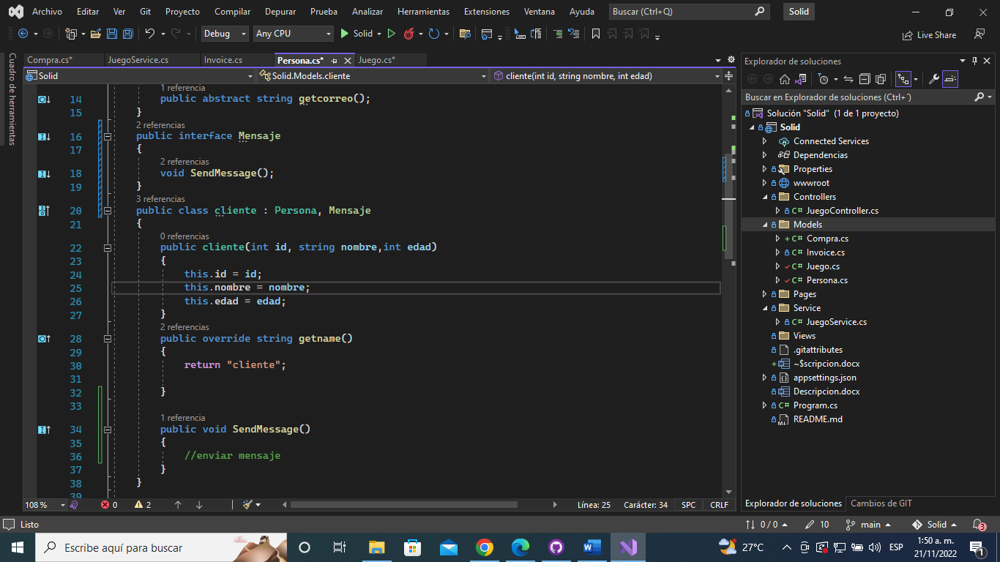 Archivo Editar Ver Git Proyecto Compilar Depurar Prueba Analizar Herramientas Extensiones Ventana Ayuda Buscar (Ctrl+Q) Solid
Debug Any CPU Solid Live Share
Cuadro de herramientas
Compra.cs* JuegoService.cs Invoice.cs Persona.cs* Juego.cs*
Solid Solid.Models.cliente cliente(int id, string nombre, int edad)
1 referencia
14 public abstract string getcorreo();
15 }
2 referencias
16 public interface Mensaje
17 {
2 referencias
18 void SendMessage();
19 }
3 referencias
20 public class cliente : Persona, Mensaje
21 {
0 referencias
22 public cliente(int id, string nombre,int edad)
23 {
24 this.id = id;
25 this.nombre = nombre;
26 this.edad = edad;
27 }
2 referencias
28 public override string getname()
29 {
30 return "cliente";
31
32 }
33
1 referencia
34 public void SendMessage()
35 {
36 //enviar mensaje
37 }
38 }
39
108 % 0 2 Línea: 25 Carácter: 34 SPC CRLF
Explorador de soluciones
Buscar en Explorador de soluciones (Ctrl+´)
Solución "Solid" (1 de 1 proyecto)
Solid
Connected Services
Dependencias
Properties
wwwroot
Controllers
C# JuegoController.cs
Models
C# Compra.cs
C# Invoice.cs
C# Juego.cs
C# Persona.cs
Pages
Service
C# JuegoService.cs
Views
.gitattributes
~$scripcion.docx
appsettings.json
Descripcion.docx
C# Program.cs
README.md
Explorador de soluciones Cambios de GIT
Listo 0 / 0 10 main Solid 3
Escribe aquí para buscar 27°C ESP 1:50 a. m. 1
21/11/2022